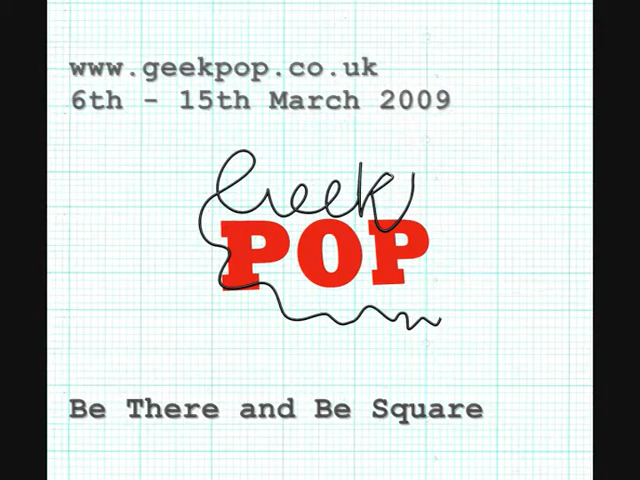 www.geekpop.co.uk
6th - 15th March 2009
Geek
POP
Be There and Be Square